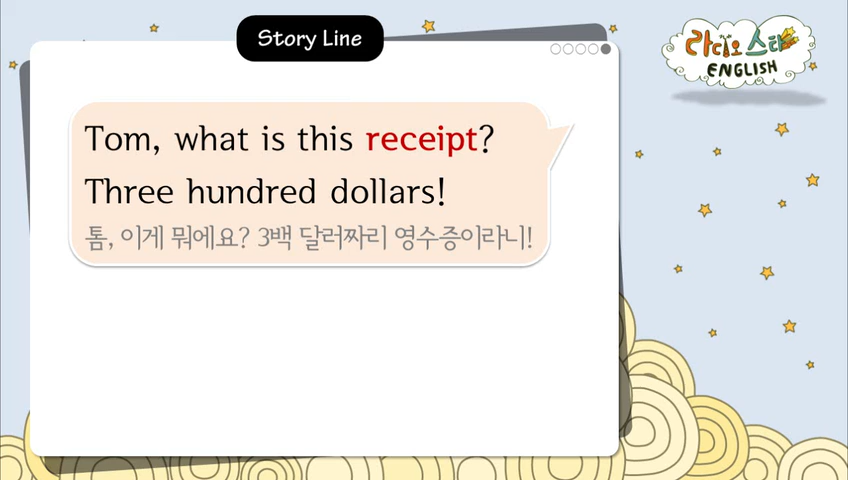 Story Line
라디오 스타
ENGLISH
Tom, what is this receipt?
Three hundred dollars!
톰, 이게 뭐에요? 3백 달러짜리 영수증이라니!